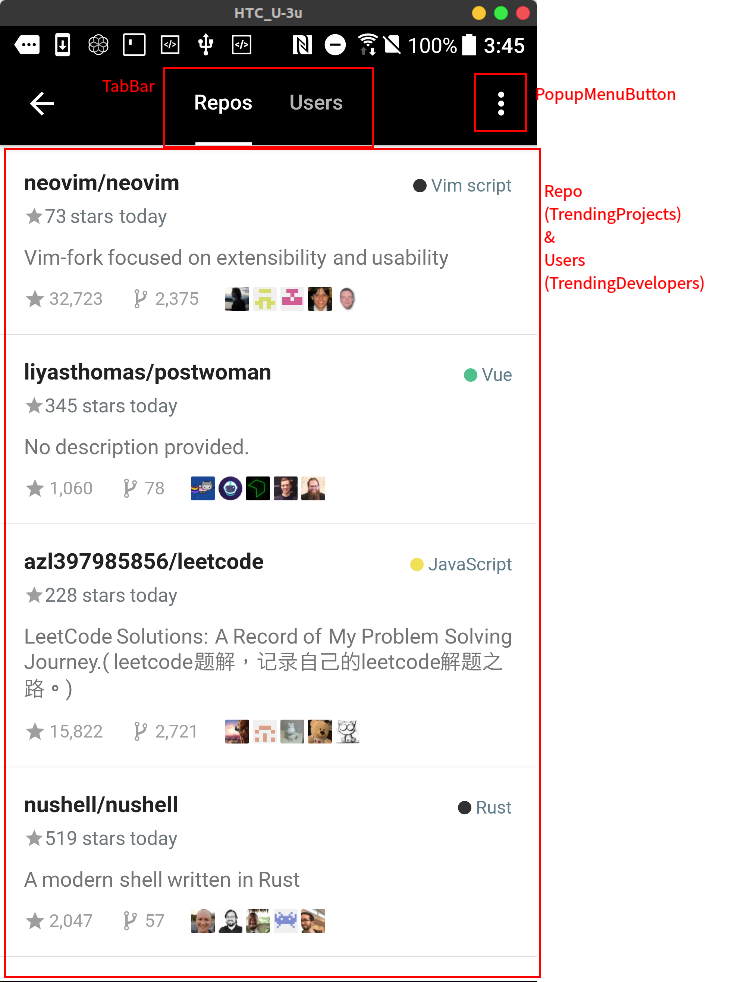 HTC_U-3u
100%
3:45
TabBar
Repos
Users
PopupMenuButton
neovim/neovim
Vim script
73 stars today
Vim-fork focused on extensibility and usability
32,723
2,375
Repo
(TrendingProjects)
&
Users
(TrendingDevelopers)
liyasthomas/postwoman
Vue
345 stars today
No description provided.
1,060
78
azl397985856/leetcode
JavaScript
228 stars today
LeetCode Solutions: A Record of My Problem Solving
Journey.( leetcode题解，记录自己的leetcode解题之
路。)
15,822
2,721
nushell/nushell
Rust
519 stars today
A modern shell written in Rust
2,047
57